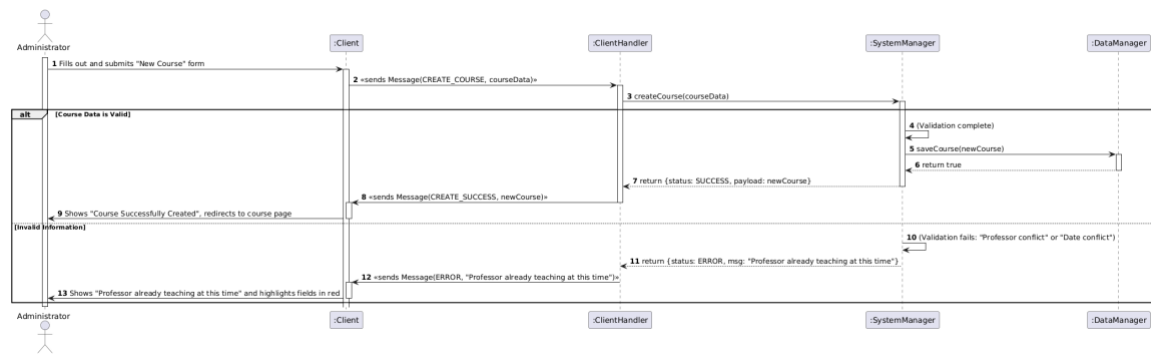 Administrator
:Client
:ClientHandler
:SystemManager
:DataManager
1 Fills out and submits "New Course" form
2 «sends Message(CREATE_COURSE, courseData)»
3 createCourse(courseData)
alt [Course Data is Valid]
4 (Validation complete)
5 saveCourse(newCourse)
6 return true
7 return {status: SUCCESS, payload: newCourse}
8 «sends Message(CREATE_SUCCESS, newCourse)»
9 Shows "Course Successfully Created", redirects to course page
[Invalid Information]
10 (Validation fails: "Professor conflict" or "Date conflict")
11 return {status: ERROR, msg: "Professor already teaching at this time"}
12 «sends Message(ERROR, "Professor already teaching at this time")»
13 Shows "Professor already teaching at this time" and highlights fields in red
Administrator
:Client
:ClientHandler
:SystemManager
:DataManager